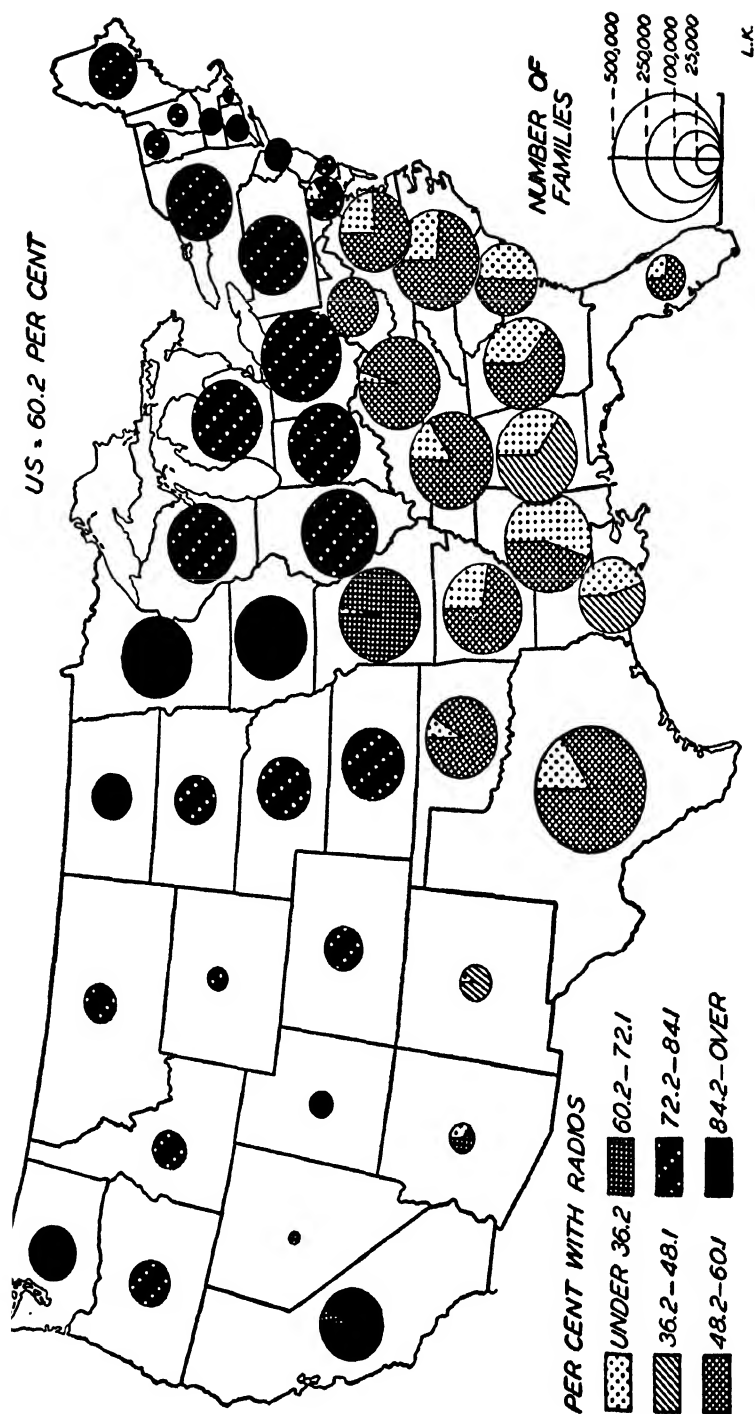 US = 60.2 PER CENT
NUMBER OF
FAMILIES
500,000
250,000
100,000
25,000
L.K.
PER CENT WITH RADIOS
UNDER 36.2
36.2-48.1
48.2-60.1
60.2-72.1
72.2-84.1
84.2-OVER